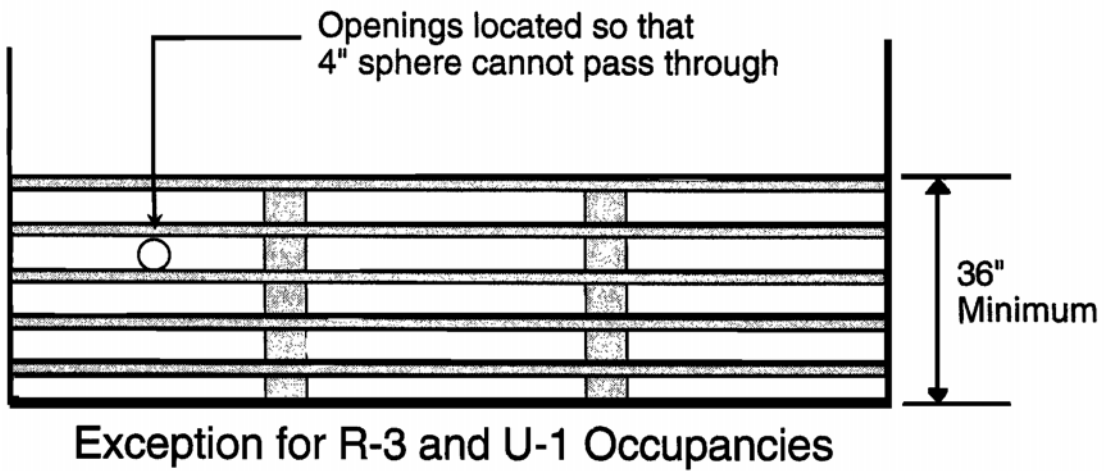 Openings located so that
4" sphere cannot pass through
36"
Minimum
Exception for R-3 and U-1 Occupancies